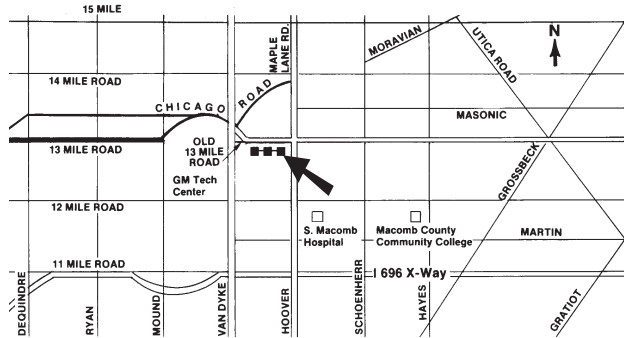 15 MILE
MAPLE
LANE RD.
MORAVIAN
UTICA ROAD
N
14 MILE ROAD
CHICAGO ROAD
MASONIC
13 MILE ROAD
OLD
13 MILE
ROAD
GM Tech
Center
GROSSBECK
12 MILE ROAD
S. Macomb
Hospital
Macomb County
Community College
MARTIN
11 MILE ROAD
I 696 X-Way
DEQUINDRE
RYAN
MOUND
VAN DYKE
HOOVER
SCHOENHERR
HAYES
GRATIOT